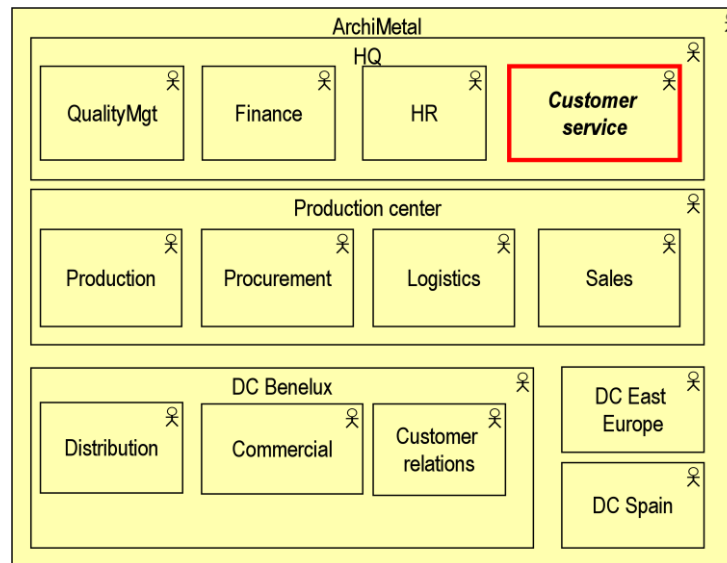 ArchiMetal
HQ
QualityMgt
Finance
HR
Customer
service
Production center
Production
Procurement
Logistics
Sales
DC Benelux
Distribution
Commercial
Customer
relations
DC East
Europe
DC Spain